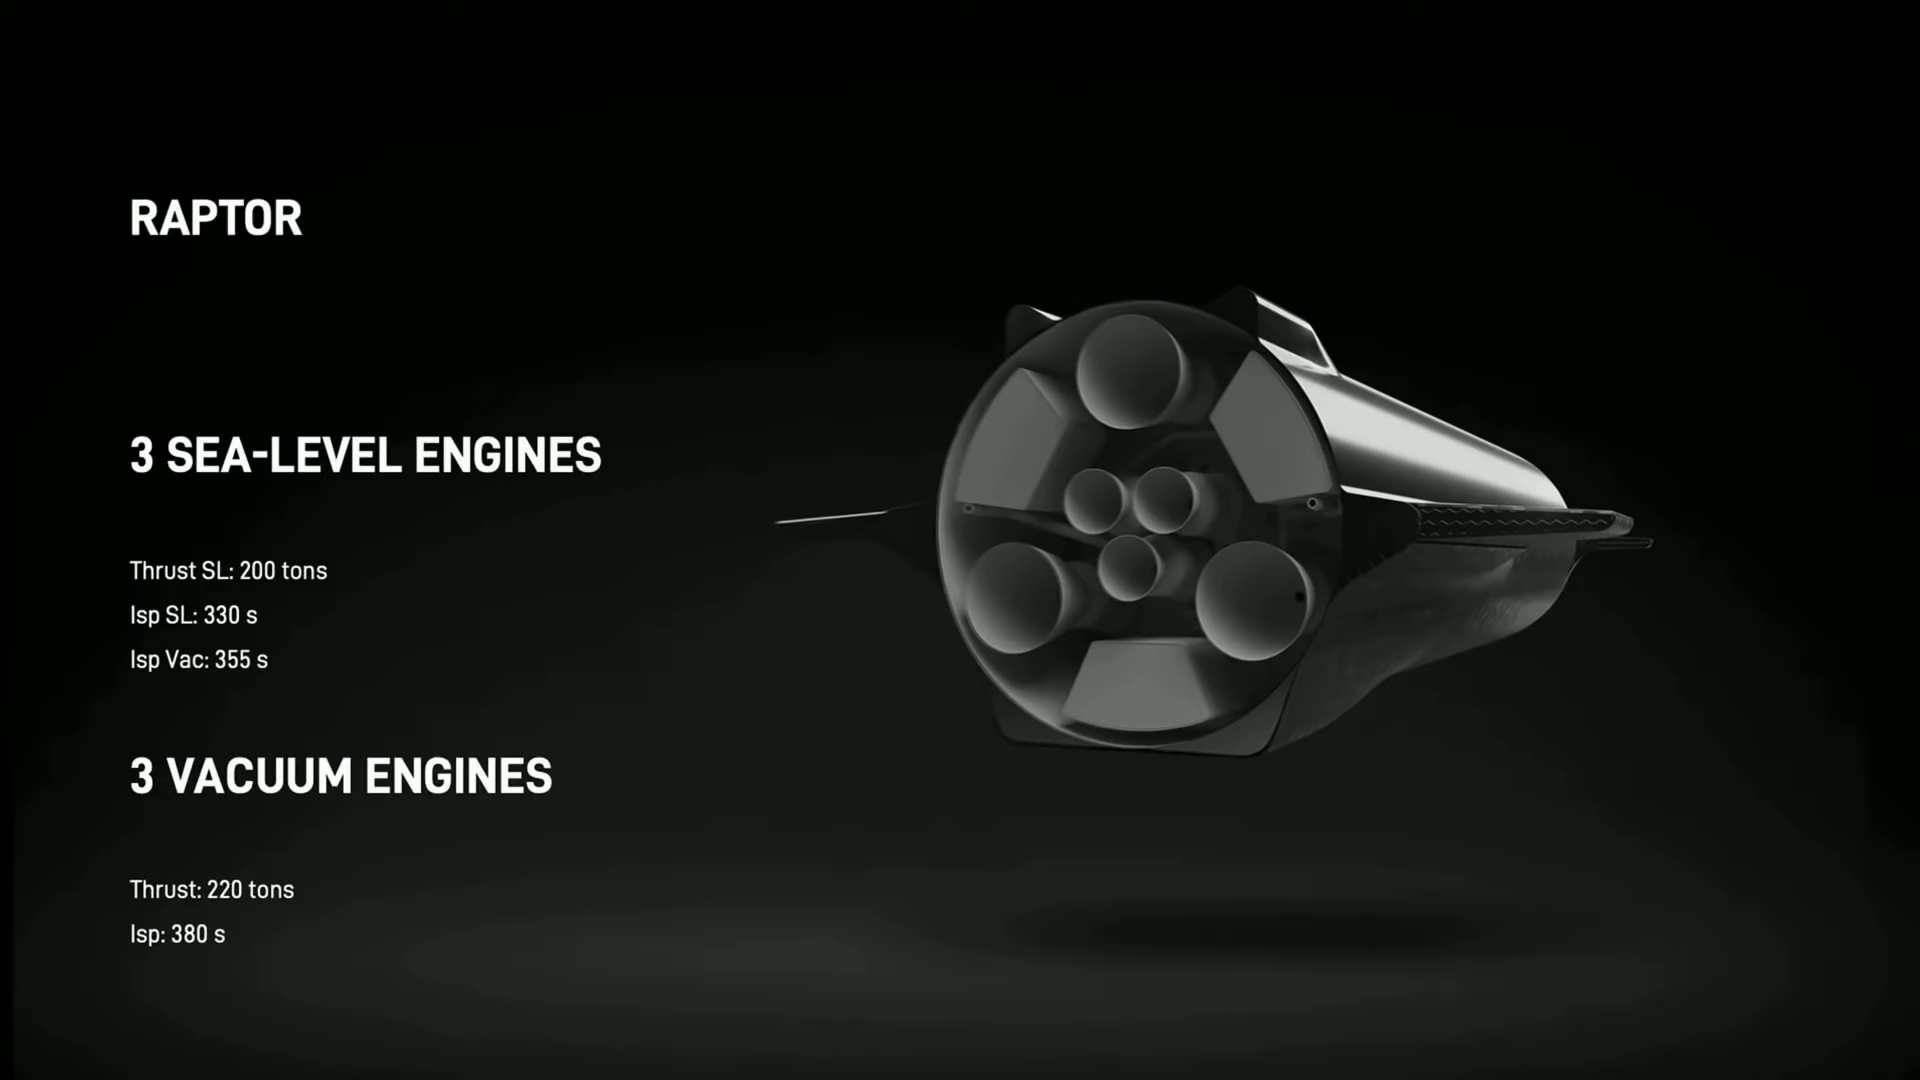 RAPTOR
3 SEA-LEVEL ENGINES
Thrust SL: 200 tons
Isp SL: 330 s
Isp Vac: 355 s
3 VACUUM ENGINES
Thrust: 220 tons
Isp: 380 s